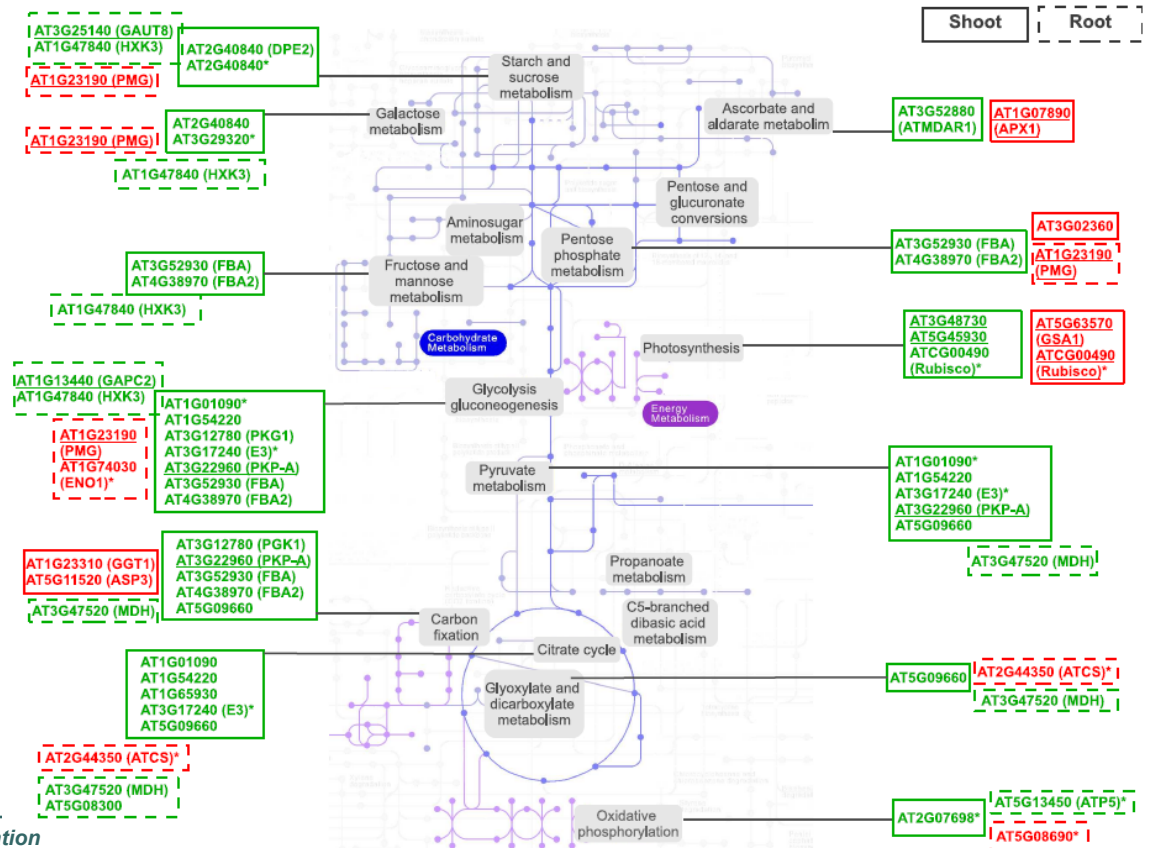 Shoot
Root
AT3G25140 (GAUT8)
AT1G47840 (HXK3)
AT1G23190 (PMG)
AT2G40840 (DPE2)
AT2G40840*
Starch and
sucrose
metabolism
Galactose
metabolism
AT1G23190 (PMG)
AT2G40840
AT3G29320*
AT1G47840 (HXK3)
Ascorbate and
aldarate metabolim
AT3G52880
(ATMDAR1)
AT1G07890
(APX1)
Pentose and
glucuronate
conversions
Aminosugar
metabolism
Pentose
phosphate
metabolism
AT3G52930 (FBA)
AT4G38970 (FBA2)
AT3G02360
AT1G23190
(PMG)
AT3G52930 (FBA)
AT4G38970 (FBA2)
AT1G47840 (HXK3)
Fructose and
mannose
metabolism
Carbohydrate
Metabolism
Photosynthesis
AT3G48730
AT5G45930
ATCG00490
(Rubisco)*
AT5G63570
(GSA1)
ATCG00490
(Rubisco)*
Energy
Metabolism
AT1G13440 (GAPC2)
AT1G47840 (HXK3)
AT1G23190
(PMG)
AT1G74030
(ENO1)*
AT1G01090*
AT1G54220
AT3G12780 (PKG1)
AT3G17240 (E3)*
AT3G22960 (PKP-A)
AT3G52930 (FBA)
AT4G38970 (FBA2)
Glycolysis
gluconeogenesis
Pyruvate
metabolism
AT1G01090*
AT1G54220
AT3G17240 (E3)*
AT3G22960 (PKP-A)
AT5G09660
AT3G47520 (MDH)
AT1G23310 (GGT1)
AT5G11520 (ASP3)
AT3G47520 (MDH)
AT3G12780 (PGK1)
AT3G22960 (PKP-A)
AT3G52930 (FBA)
AT4G38970 (FBA2)
AT5G09660
Propanoate
metabolism
C5-branched
dibasic acid
metabolism
Carbon
fixation
Citrate cycle
AT1G01090
AT1G54220
AT1G65930
AT3G17240 (E3)*
AT5G09660
AT2G44350 (ATCS)*
AT3G47520 (MDH)
AT5G08300
Glyoxylate and
dicarboxylate
metabolism
AT5G09660
AT2G44350 (ATCS)*
AT3G47520 (MDH)
Oxidative
phosphorylation
AT2G07698*
AT5G13450 (ATP5)*
AT5G08690*
tion